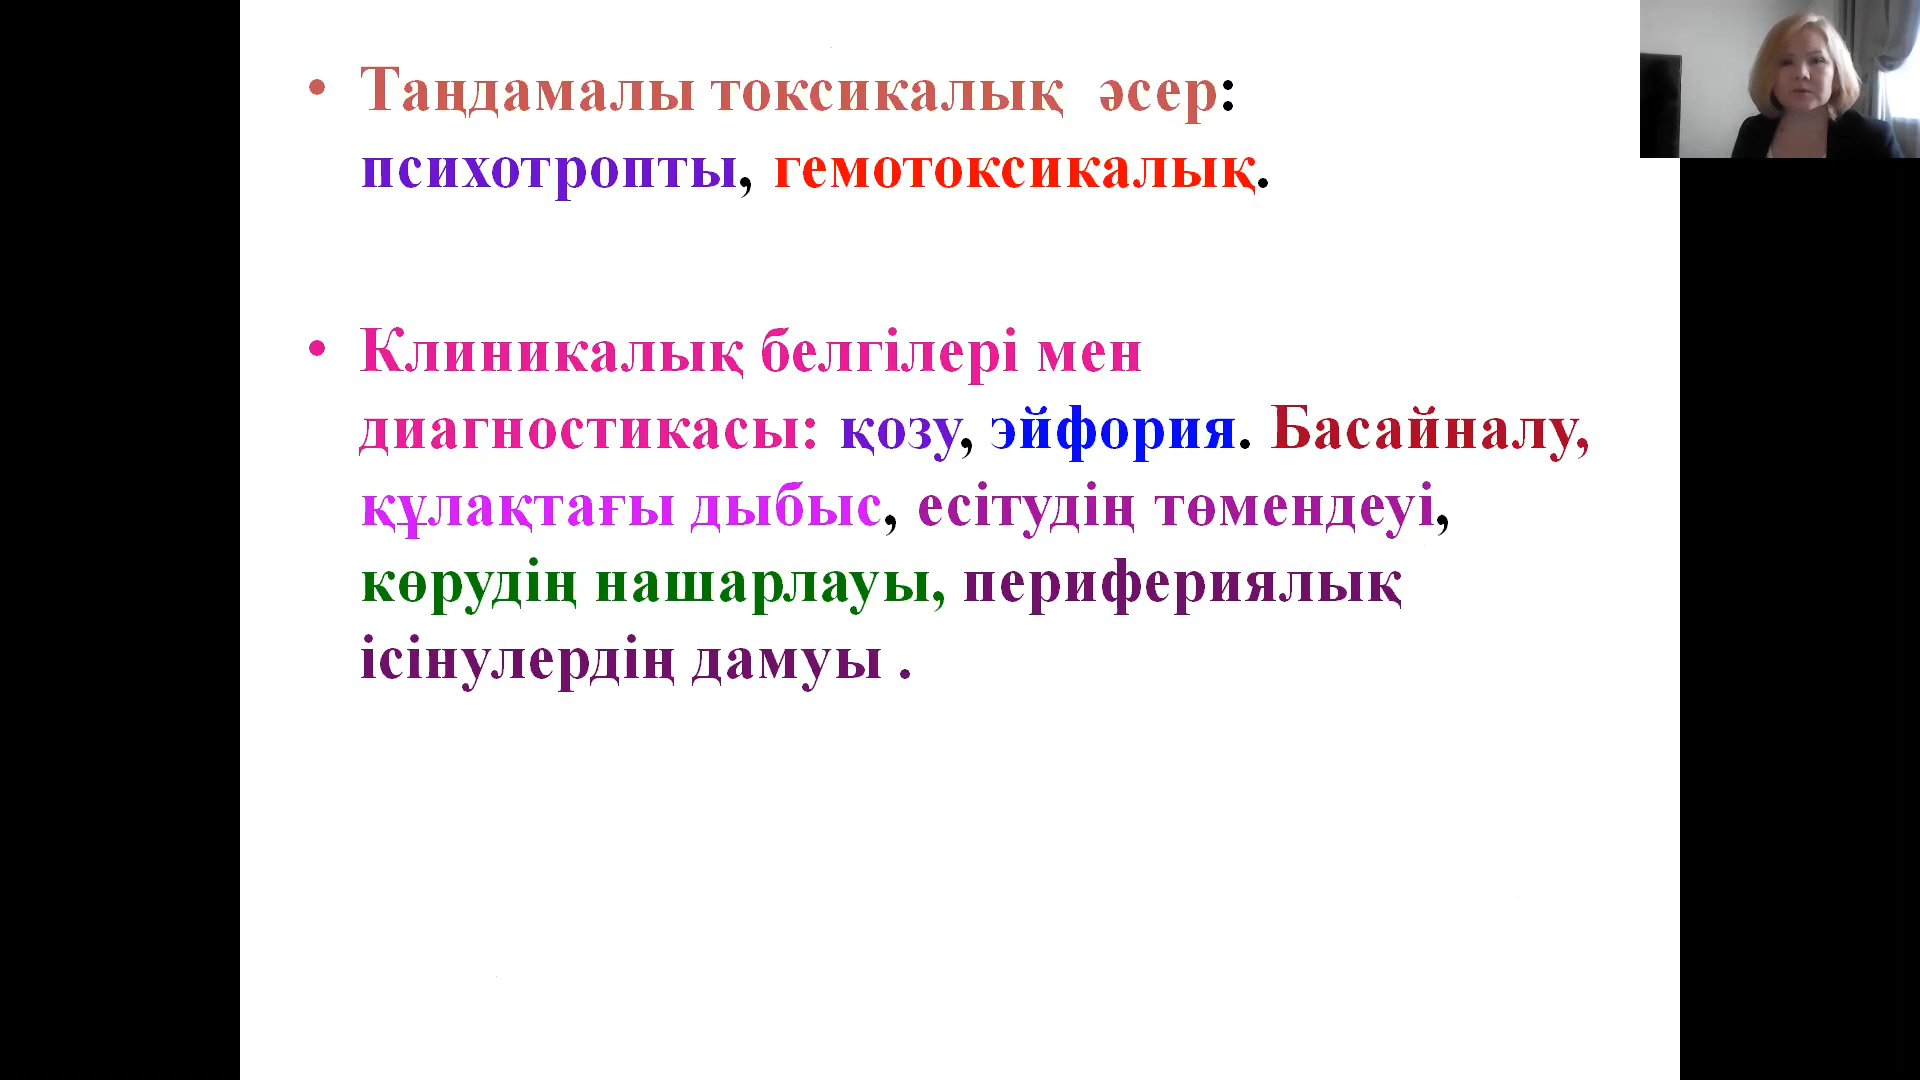 • Таңдамалы токсикалық әсер:
психотропты, гемотоксикалық.
• Клиникалық белгілері мен
диагностикасы: қозу, эйфория. Басайналу,
құлақтағы дыбыс, есітудің төмендеуі,
көрудің нашарлауы, перифериялық
ісінулердің дамуы .